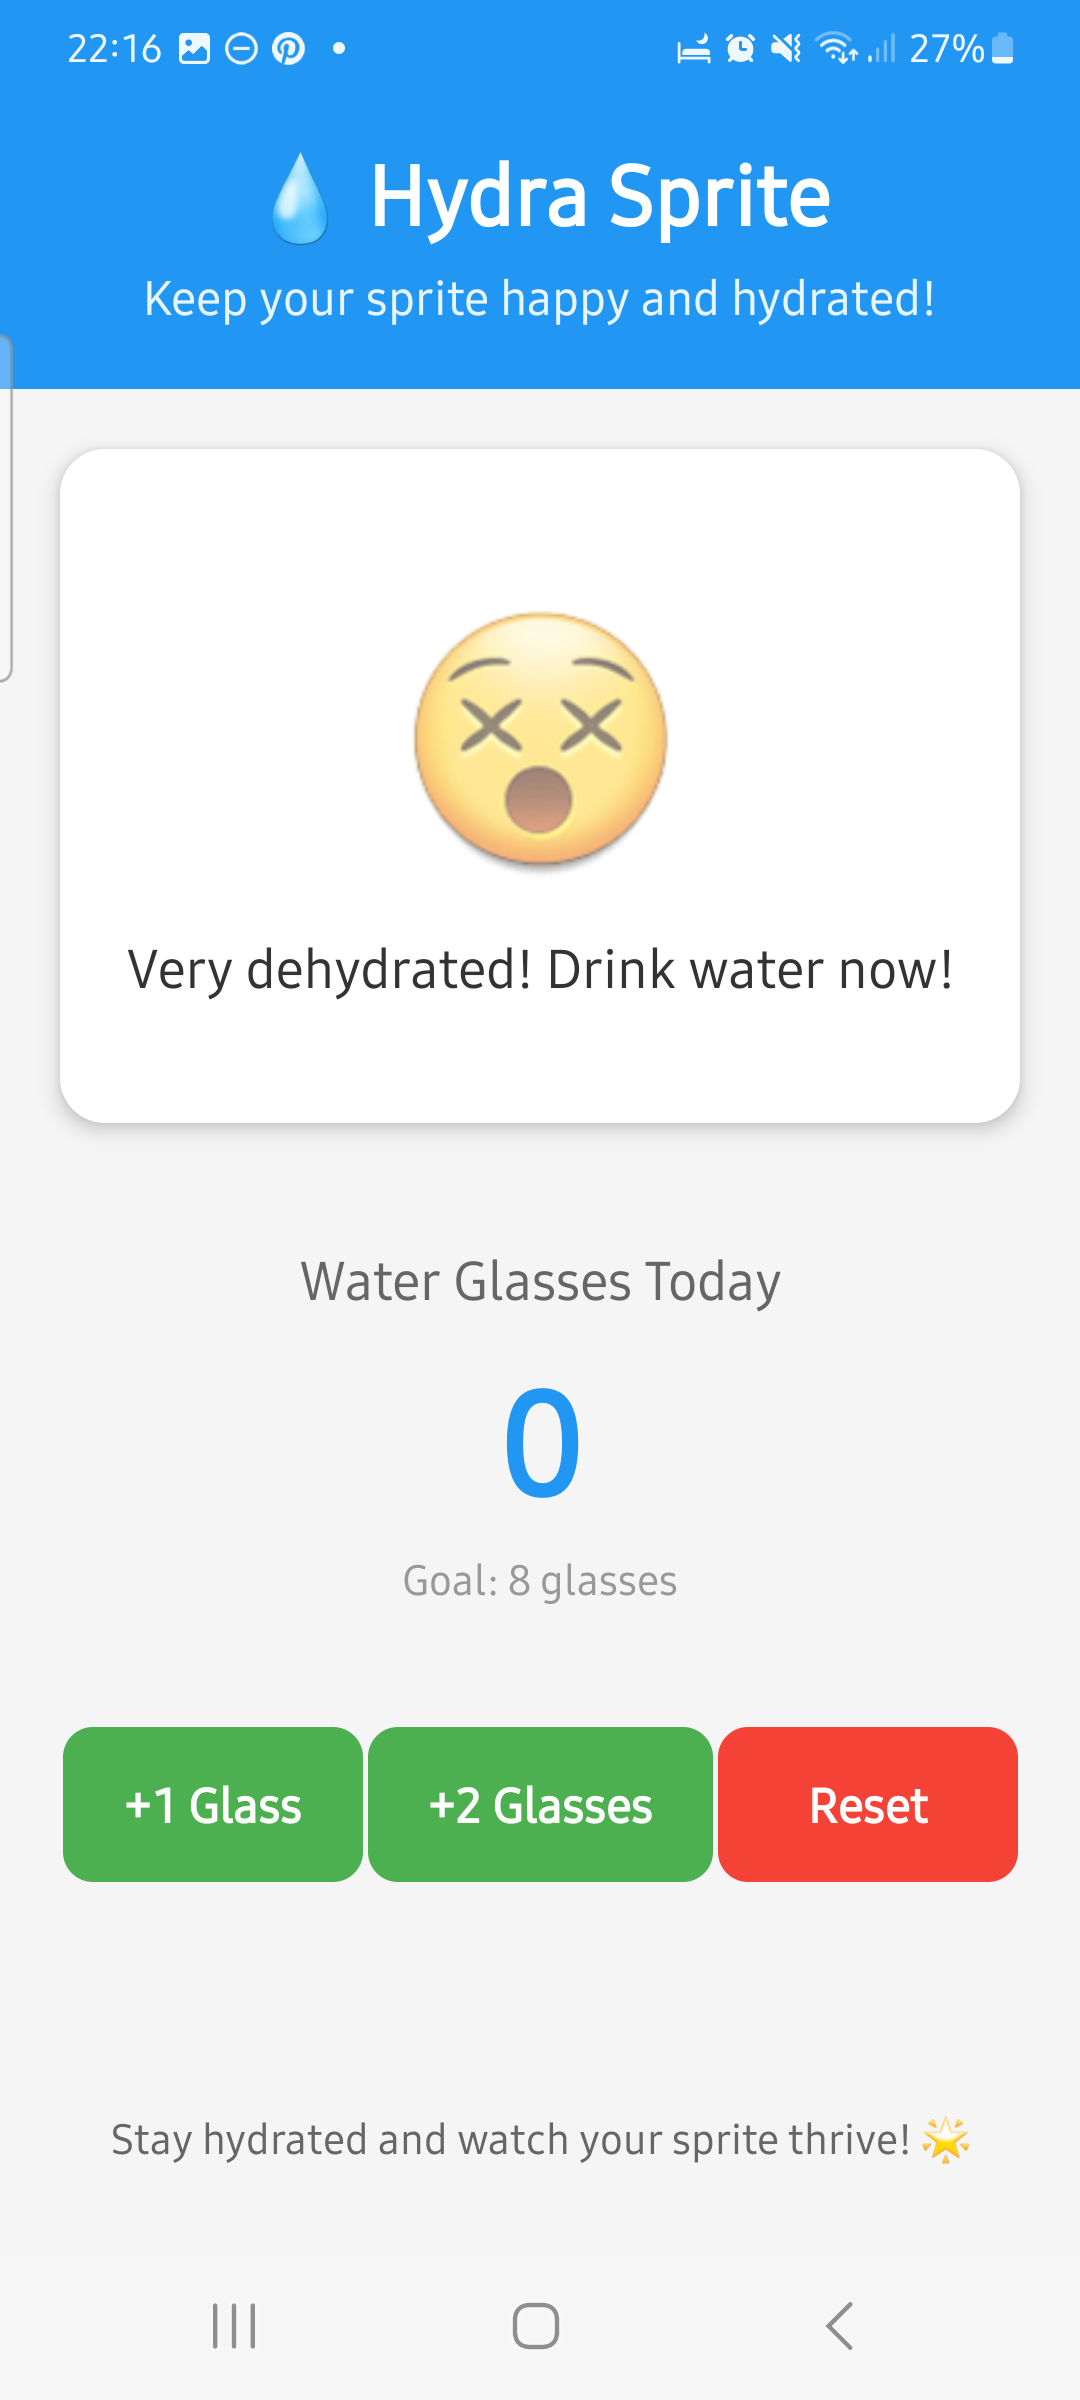 22:16 27%
💧 Hydra Sprite
Keep your sprite happy and hydrated!
Very dehydrated! Drink water now!
Water Glasses Today
0
Goal: 8 glasses
+1 Glass +2 Glasses Reset
Stay hydrated and watch your sprite thrive! 🌟